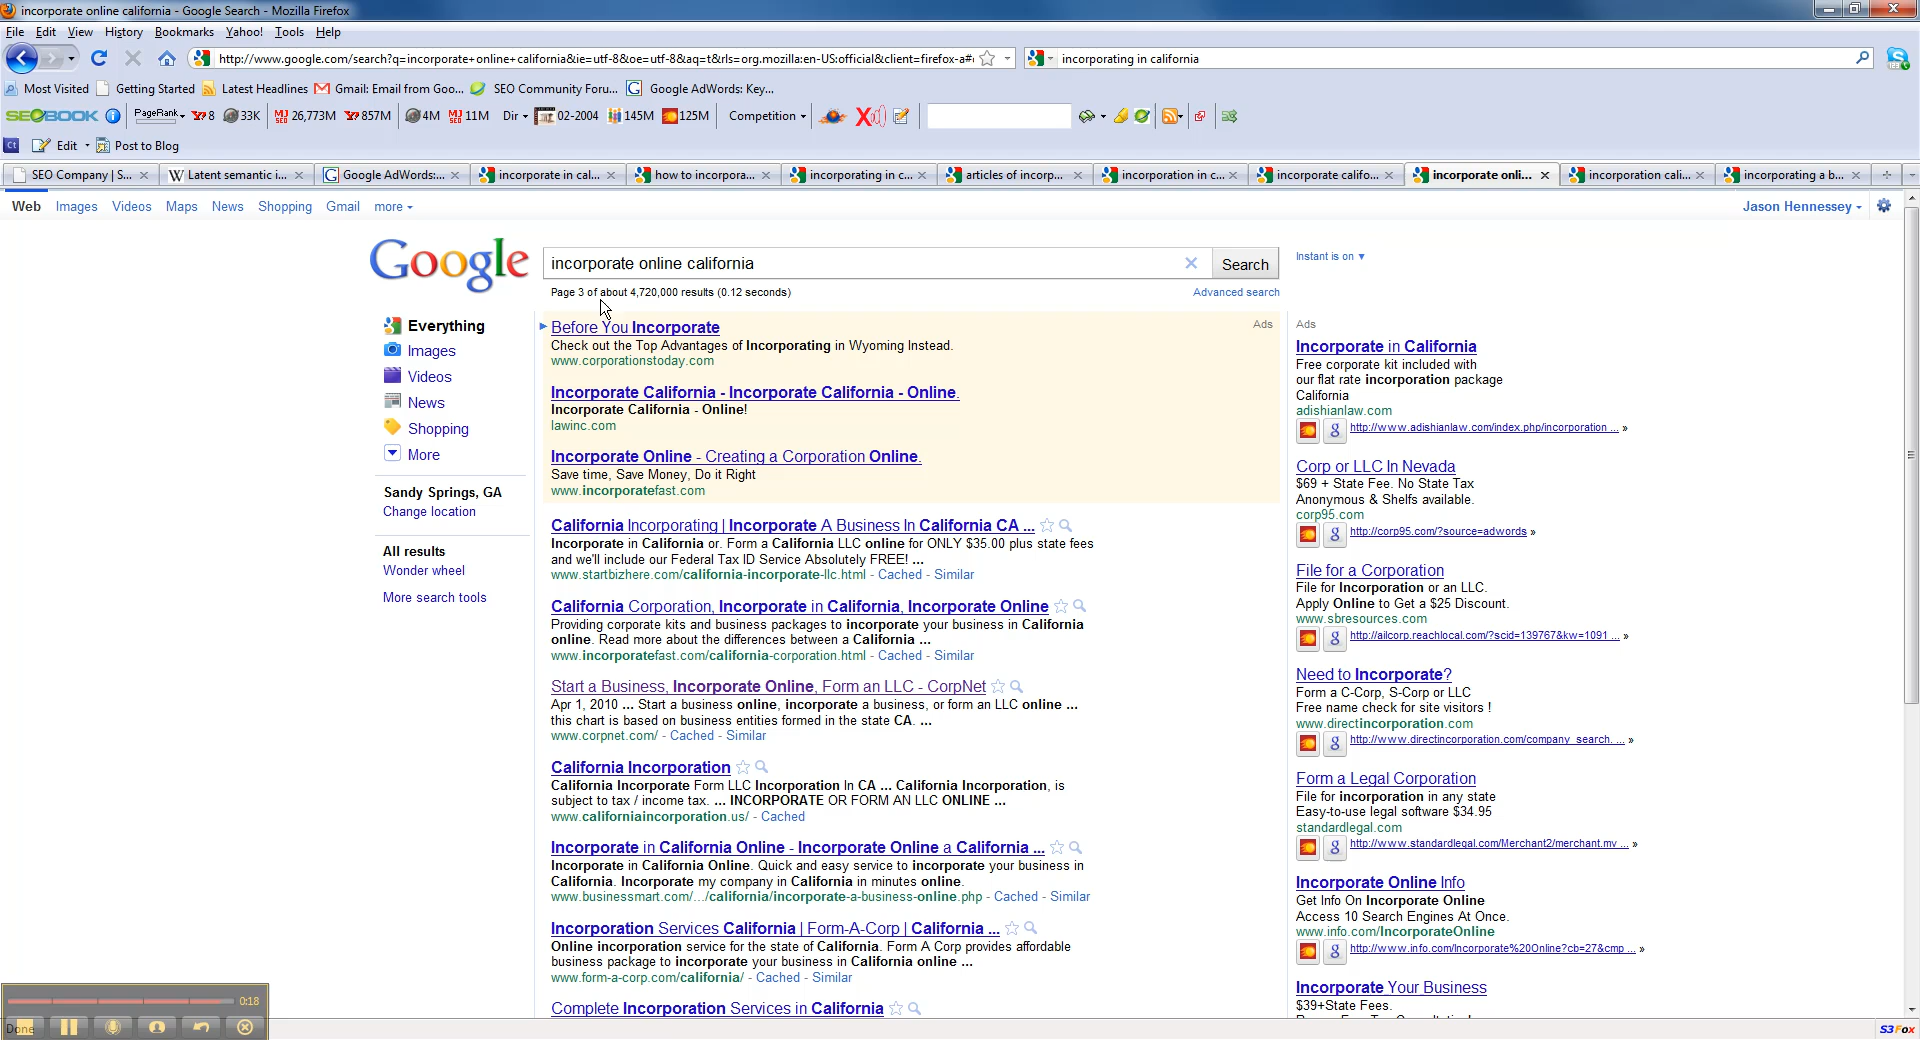 incorporate online california - Google Search - Mozilla Firefox
File Edit View History Bookmarks Yahoo! Tools Help
http://www.google.com/search?q=incorporate+online+california&ie=utf-8&oe=utf-8&aq=t&rls=org.mozilla:en-US:official&client=firefox-a#
incorporating in california
Most Visited Getting Started Latest Headlines Gmail: Email from Goo... SEO Community Foru... Google AdWords: Key...
SEOBOOK PageRank 8 33K 26,773M 857M 4M 11M Dir 02-2004 145M 125M Competition
Edit Post to Blog
SEO Company | S... Latent semantic i... Google AdWords:... incorporate in cal... how to incorpora... incorporating in c... articles of incorp... incorporation in c... incorporate califo... incorporate onli... incorporation cali... incorporating a b...
Web Images Videos Maps News Shopping Gmail more
Jason Hennessey
Google
incorporate online california
Search
Instant is on ▼
Page 3 of about 4,720,000 results (0.12 seconds)
Advanced search
Everything
Images
Videos
News
Shopping
More
Sandy Springs, GA
Change location
All results
Wonder wheel
More search tools
Before You Incorporate
Ads
Check out the Top Advantages of Incorporating in Wyoming Instead.
www.corporationstoday.com
Incorporate California - Incorporate California - Online.
Incorporate California - Online!
lawinc.com
Incorporate Online - Creating a Corporation Online.
Save time, Save Money, Do it Right
www.incorporatefast.com
California Incorporating | Incorporate A Business In California CA ...
Incorporate in California or. Form a California LLC online for ONLY $35.00 plus state fees
and we'll include our Federal Tax ID Service Absolutely FREE! ...
www.startbizhere.com/california-incorporate-llc.html - Cached - Similar
California Corporation, Incorporate in California, Incorporate Online
Providing corporate kits and business packages to incorporate your business in California
online. Read more about the differences between a California ...
www.incorporatefast.com/california-corporation.html - Cached - Similar
Start a Business, Incorporate Online, Form an LLC - CorpNet
Apr 1, 2010 ... Start a business online, incorporate a business, or form an LLC online ...
this chart is based on business entities formed in the state CA. ...
www.corpnet.com/ - Cached - Similar
California Incorporation
California Incorporate Form LLC Incorporation In CA ... California Incorporation, is
subject to tax / income tax. ... INCORPORATE OR FORM AN LLC ONLINE ...
www.californiaincorporation.us/ - Cached
Incorporate in California Online - Incorporate Online a California ...
Incorporate in California Online. Quick and easy service to incorporate your business in
California. Incorporate my company in California in minutes online.
www.businessmart.com/.../california/incorporate-a-business-online.php - Cached - Similar
Incorporation Services California | Form-A-Corp | California ...
Online incorporation service for the state of California. Form A Corp provides affordable
business package to incorporate your business in California online ...
www.form-a-corp.com/california/ - Cached - Similar
Complete Incorporation Services in California
Ads
Incorporate in California
Free corporate kit included with
our flat rate incorporation package
California
adishianlaw.com
http://www.adishianlaw.com/index.php/incorporation ... »
Corp or LLC In Nevada
$69 + State Fee. No State Tax
Anonymous & Shelfs available.
corp95.com
http://corp95.com/?source=adwords »
File for a Corporation
File for Incorporation or an LLC.
Apply Online to Get a $25 Discount.
www.sbresources.com
http://ailcorp.reachlocal.com/?scid=139767&kw=1091 ... »
Need to Incorporate?
Form a C-Corp, S-Corp or LLC
Free name check for site visitors !
www.directincorporation.com
http://www.directincorporation.com/company_search. ... »
Form a Legal Corporation
File for incorporation in any state
Easy-to-use legal software $34.95
standardlegal.com
http://www.standardlegal.com/Merchant2/merchant.mv ... »
Incorporate Online Info
Get Info On Incorporate Online
Access 10 Search Engines At Once.
www.info.com/IncorporateOnline
http://www.info.com/Incorporate%20Online?cb=27&cmp ... »
Incorporate Your Business
$39+State Fees.
0:18
Done
S3Fox